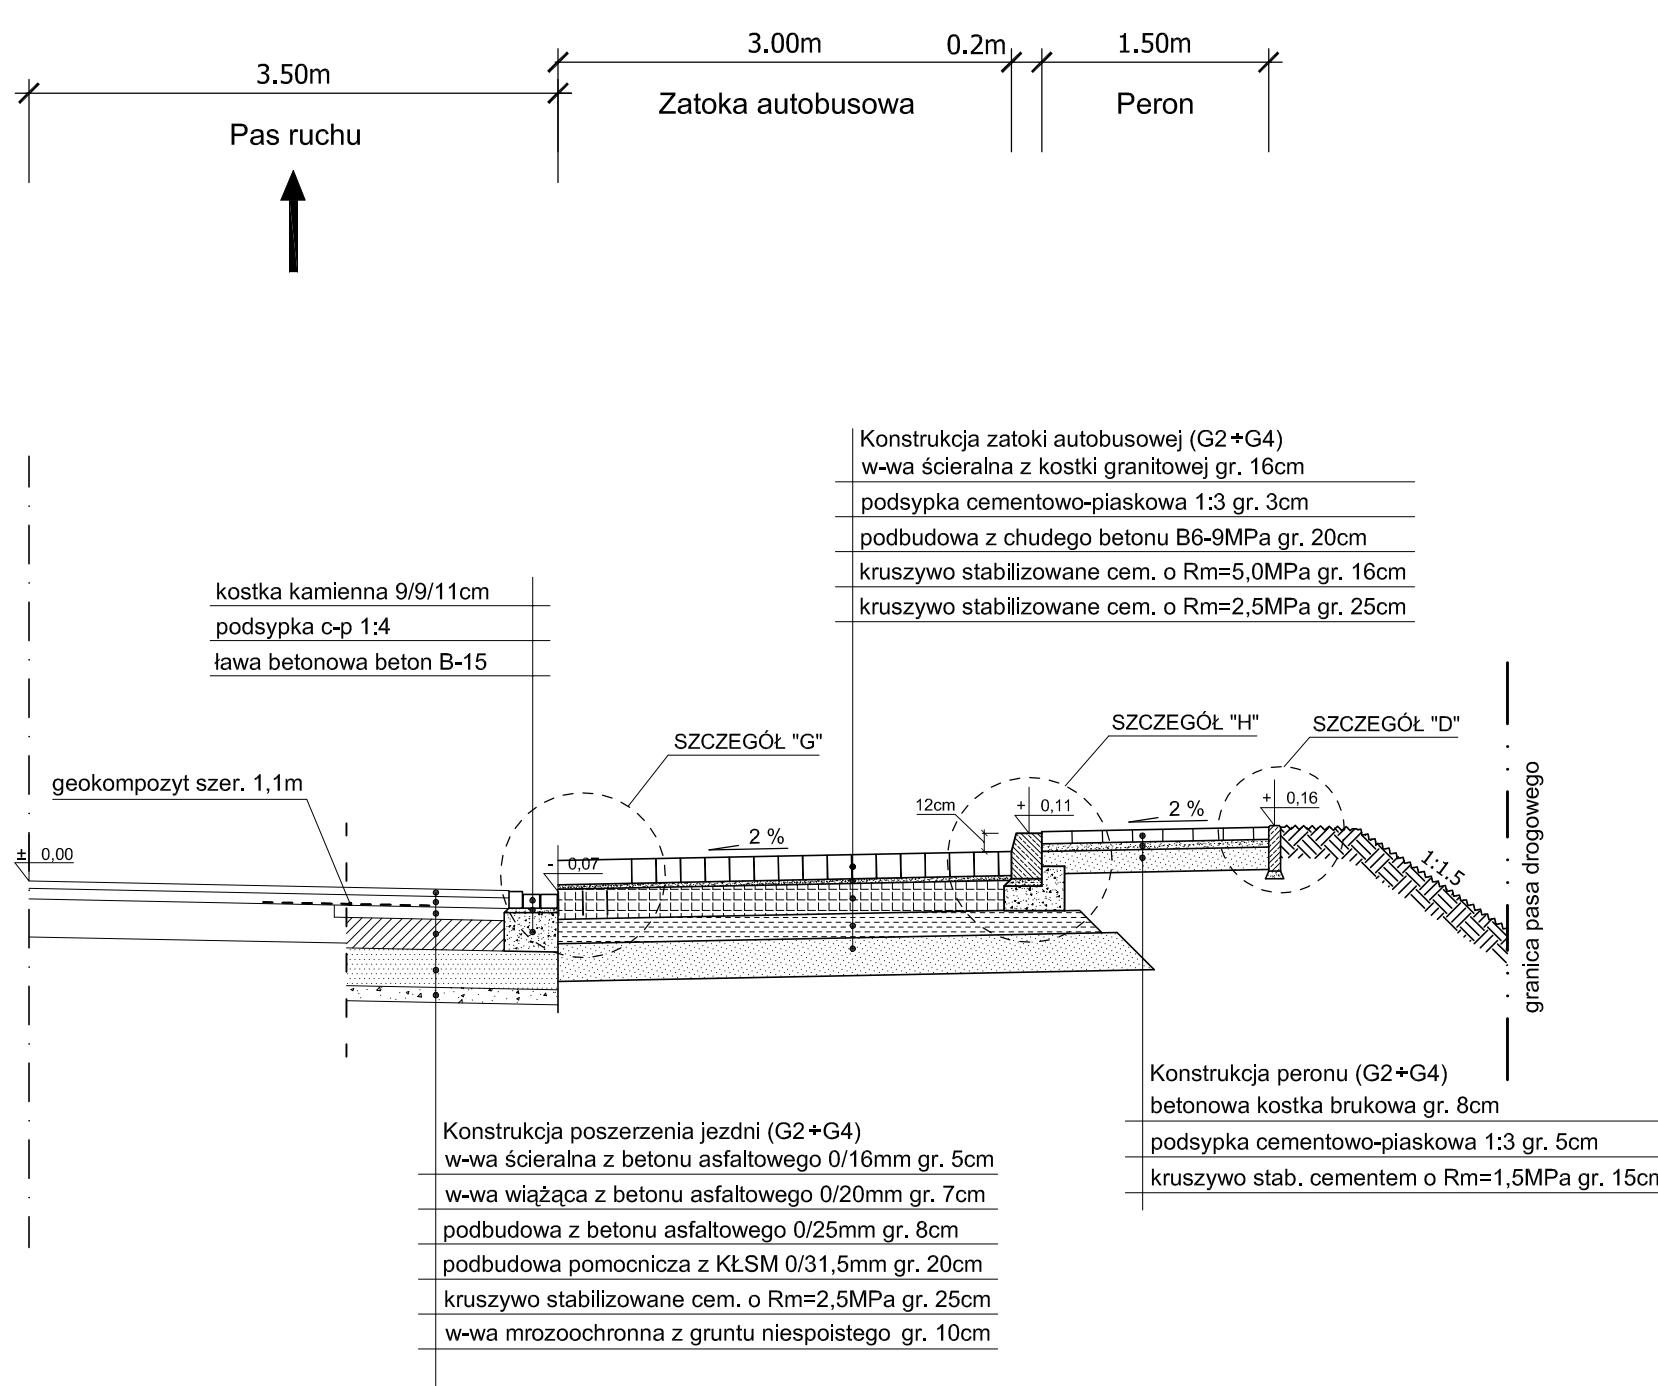 3.50m
3.00m
0.2m
1.50m
Pas ruchu
Zatoka autobusowa
Peron
Konstrukcja zatoki autobusowej (G2÷G4)
w-wa ścieralna z kostki granitowej gr. 16cm
podsypka cementowo-piaskowa 1:3 gr. 3cm
podbudowa z chudego betonu B6-9MPa gr. 20cm
kruszywo stabilizowane cem. o Rm=5,0MPa gr. 16cm
kruszywo stabilizowane cem. o Rm=2,5MPa gr. 25cm
kostka kamienna 9/9/11cm
podsypka c-p 1:4
ława betonowa beton B-15
SZCZEGÓŁ "G"
SZCZEGÓŁ "H"
SZCZEGÓŁ "D"
geokompozyt szer. 1,1m
± 0,00
- 0,07
2 %
12cm
+ 0,11
2 %
+ 0,16
1:1.5
granica pasa drogowego
Konstrukcja peronu (G2÷G4)
betonowa kostka brukowa gr. 8cm
podsypka cementowo-piaskowa 1:3 gr. 5cm
kruszywo stab. cementem o Rm=1,5MPa gr. 15cm
Konstrukcja poszerzenia jezdni (G2÷G4)
w-wa ścieralna z betonu asfaltowego 0/16mm gr. 5cm
w-wa wiążąca z betonu asfaltowego 0/20mm gr. 7cm
podbudowa z betonu asfaltowego 0/25mm gr. 8cm
podbudowa pomocnicza z KŁSM 0/31,5mm gr. 20cm
kruszywo stabilizowane cem. o Rm=2,5MPa gr. 25cm
w-wa mrozoochronna z gruntu niespoistego gr. 10cm